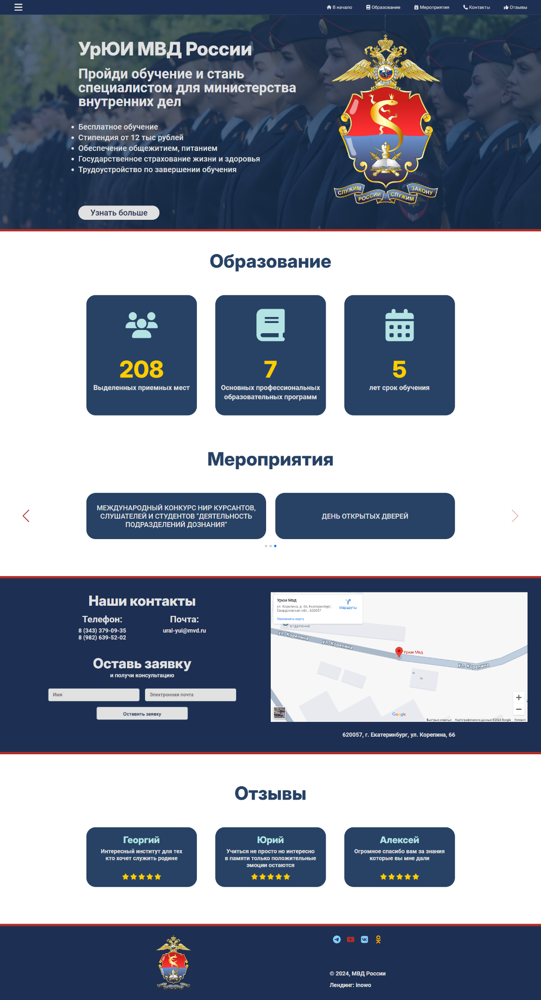 В начало
Образование
Мероприятия
Контакты
Отзывы
УрЮИ МВД России
Пройди обучение и стань
специалистом для министерства
внутренних дел
Бесплатное обучение
Стипендия от 12 тыс рублей
Обеспечение общежитием, питанием
Государственное страхование жизни и здоровья
Трудоустройство по завершении обучения
Узнать больше
СЛУЖИМ РОССИИ - СЛУЖИМ ЗАКОНУ
МВД
Образование
208
Выделенных приемных мест
7
Основных профессиональных
образовательных программ
5
лет срок обучения
Мероприятия
МЕЖДУНАРОДНЫЙ КОНКУРС НИР КУРСАНТОВ,
СЛУШАТЕЛЕЙ И СТУДЕНТОВ "ДЕЯТЕЛЬНОСТЬ
ПОДРАЗДЕЛЕНИЙ ДОЗНАНИЯ"
ДЕНЬ ОТКРЫТЫХ ДВЕРЕЙ
Наши контакты
Телефон:
8 (343) 379-09-35
8 (982) 639-52-02
Почта:
ural-yui@mvd.ru
Оставь заявку
и получи консультацию
Имя
Электронная почта
Оставить заявку
Урюи Мвд
ул. Корепина, д. 66, Екатеринбург,
Свердловская обл., 620057
Маршруты
Увеличить карту
отделение
ул. Корепина
ул. Корепина
Урюи Мвд
ул. Корепина
56
56
Google
Быстрые клавиши
Картографические данные ©2024 Google
Условия
620057, г. Екатеринбург, ул. Корепина, 66
Отзывы
Георгий
Интересный институт для тех
кто хочет служить родине
Юрий
Учиться не просто но интересно
в памяти только положительные
эмоции остаются
Алексей
Огромное спасибо вам за знания
которые вы мне дали
© 2024, МВД России
Лендинг: inowo